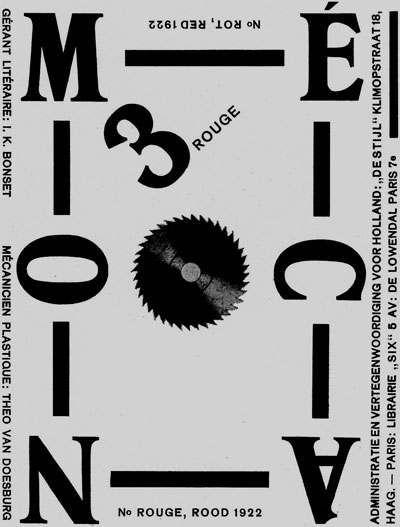 No ROT, RED 1922
M
É
C
A
N
O
3
ROUGE
GÉRANT LITÉRAIRE: I. K. BONSET
MÉCANICIEN PLASTIQUE: THEO VAN DOESBURG
ADMINISTRATIE EN VERTEGENWOORDIGING VOOR HOLLAND: „DE STIJL“ KLIMOPSTRAAT 18,
HAAG. — PARIS: LIBRAIRIE „SIX“ 5 AV: DE LOWENDAL PARIS 7e
No ROUGE, ROOD 1922